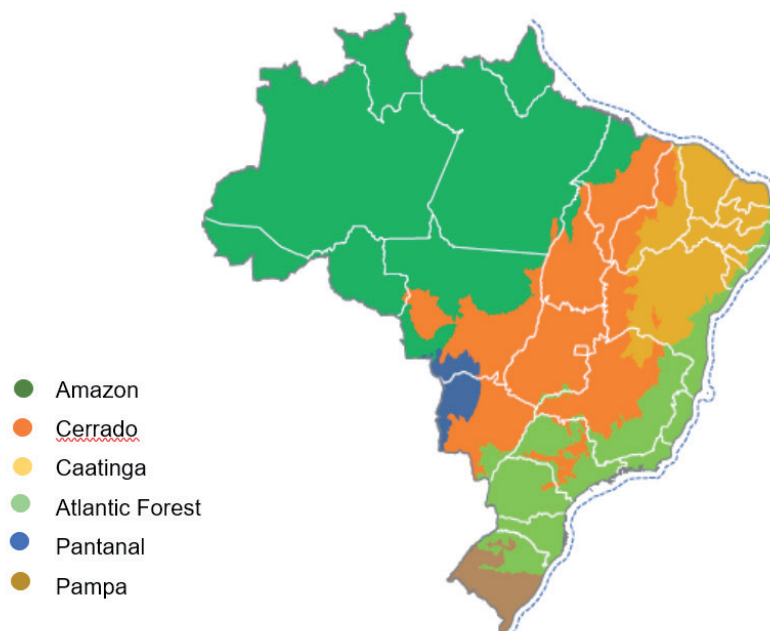 Amazon
Cerrado
Caatinga
Atlantic Forest
Pantanal
Pampa